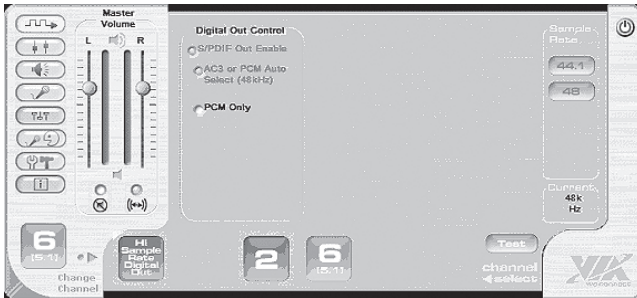 Master
Volume
L R
Digital Out Control
S/PDIF Out Enable
AC3 or PCM Auto
Select (48kHz)
PCM Only
Sample
Rate
44.1
48
Current
48k
Hz
6
(5.1)
Change
Channel
Hi
Sample
Rate
Digital
Out
2
6
(5.1)
Test
channel
select
VIA